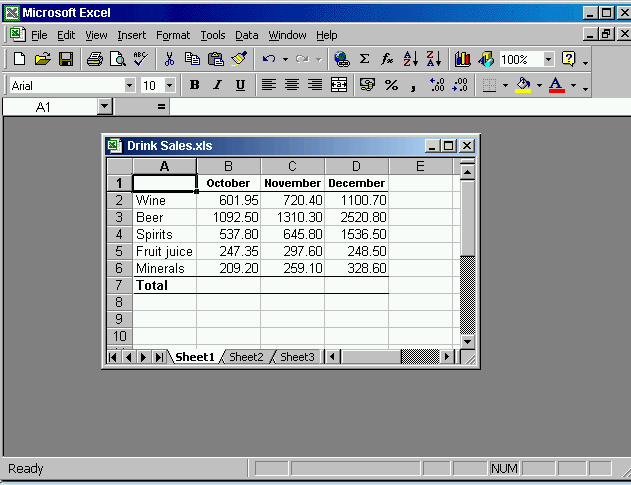 Microsoft Excel
File Edit View Insert Format Tools Data Window Help
ABC Σ fx A Z Z A 100% ?
Arial 10 B I U % , A
A1 =
Drink Sales.xls
A B C D E
1 October November December
2 Wine 601.95 720.40 1100.70
3 Beer 1092.50 1310.30 2520.80
4 Spirits 537.80 645.80 1536.50
5 Fruit juice 247.35 297.60 248.50
6 Minerals 209.20 259.10 328.60
7 Total
8
9
10
Sheet1 Sheet2 Sheet3
Ready NUM